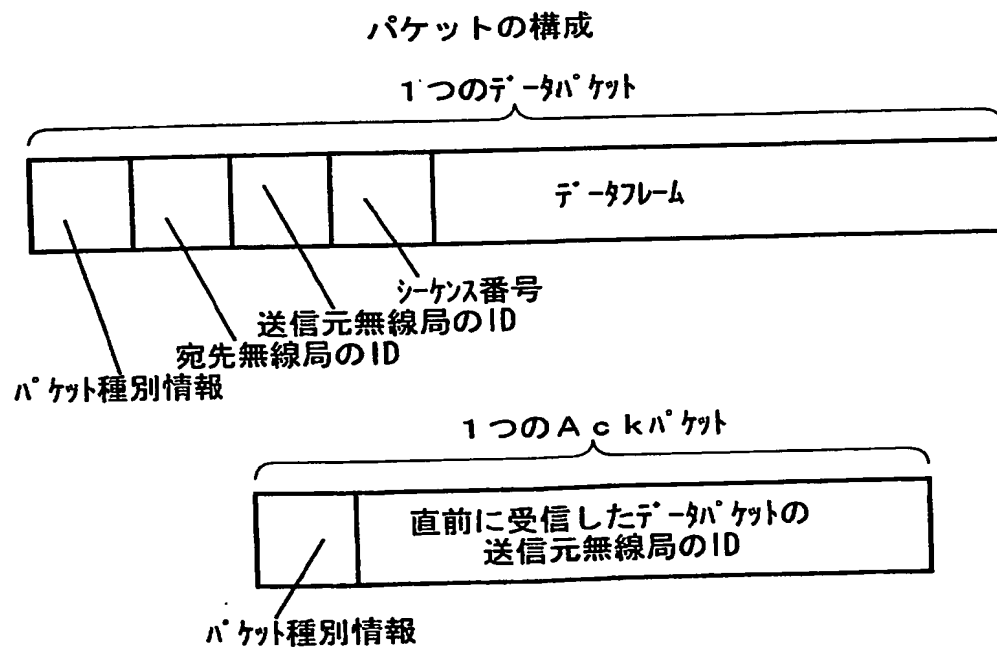 パケットの構成
1つのデータパケット
データフレーム
シーケンス番号
送信元無線局のID
宛先無線局のID
パケット種別情報
1つのAckパケット
直前に受信したデータパケットの
送信元無線局のID
パケット種別情報